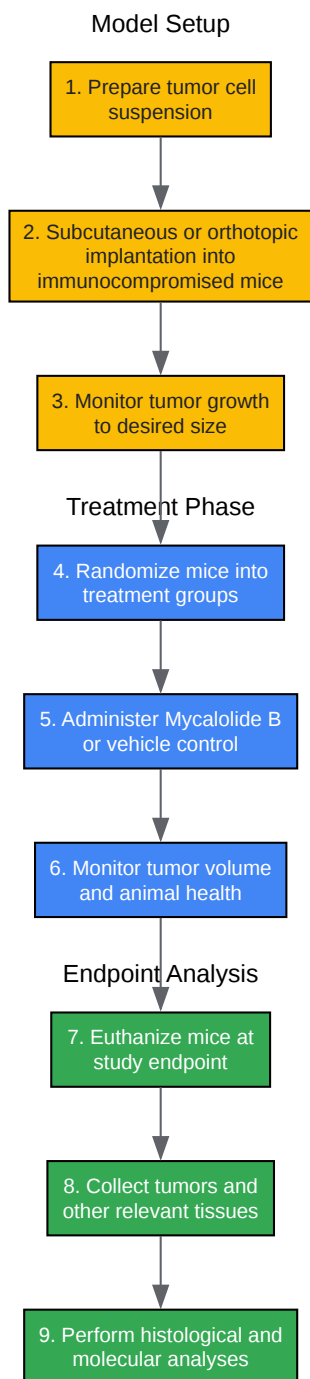 Model Setup
1. Prepare tumor cell
suspension
2. Subcutaneous or orthotopic
implantation into
immunocompromised mice
3. Monitor tumor growth
to desired size
Treatment Phase
4. Randomize mice into
treatment groups
5. Administer Mycalolide B
or vehicle control
6. Monitor tumor volume
and animal health
Endpoint Analysis
7. Euthanize mice at
study endpoint
8. Collect tumors and
other relevant tissues
9. Perform histological and
molecular analyses